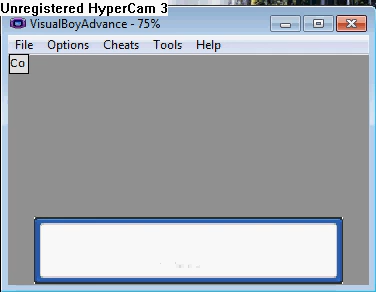 Unregistered HyperCam 3
VisualBoyAdvance - 75%
File Options Cheats Tools Help
Co